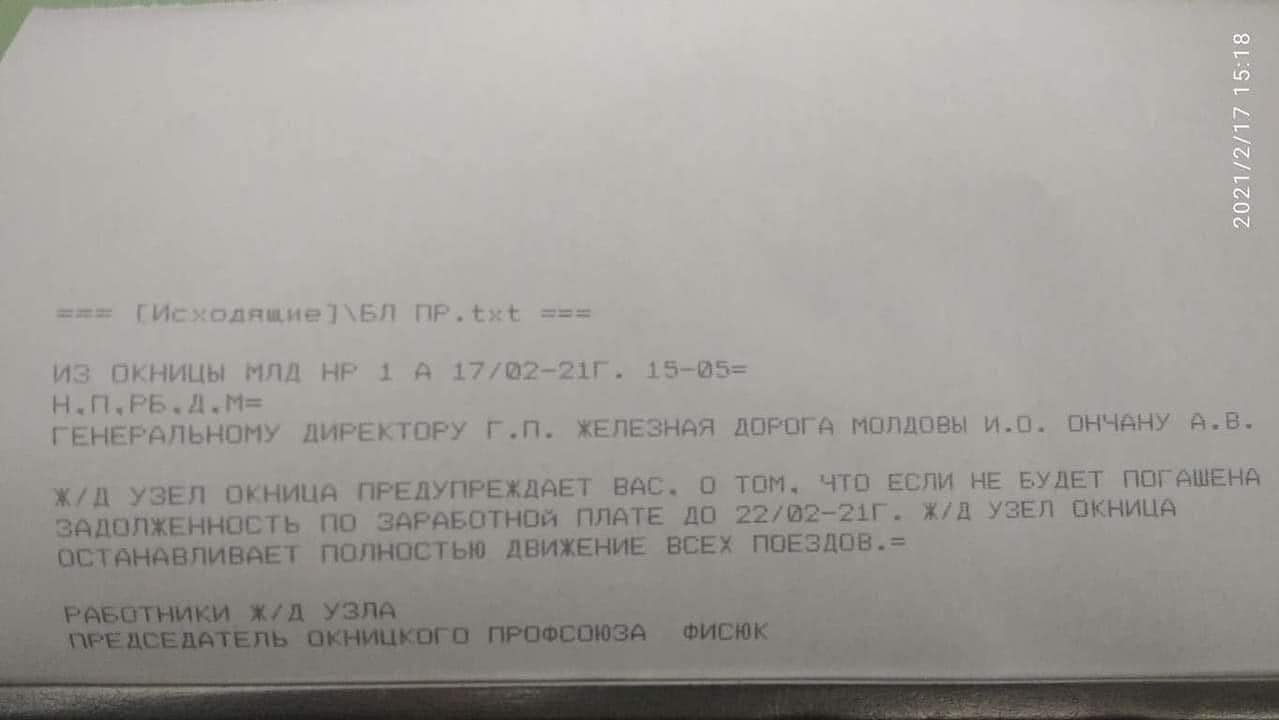 2021/2/17 15:18
=== [Исходящие]\БЛ ПР.txt ===
ИЗ ОКНИЦЫ МЛД НР 1 А 17/02-21Г. 15-05=
Н.П.РБ.Д.М=
ГЕНЕРАЛЬНОМУ ДИРЕКТОРУ Г.П. ЖЕЛЕЗНАЯ ДОРОГА МОЛДОВЫ И.О. ОНЧАНУ А.В.
Ж/Д УЗЕЛ ОКНИЦА ПРЕДУПРЕЖДАЕТ ВАС. О ТОМ. ЧТО ЕСЛИ НЕ БУДЕТ ПОГАШЕНА
ЗАДОЛЖЕННОСТЬ ПО ЗАРАБОТНОЙ ПЛАТЕ ДО 22/02-21Г. Ж/Д УЗЕЛ ОКНИЦА
ОСТАНАВЛИВАЕТ ПОЛНОСТЬЮ ДВИЖЕНИЕ ВСЕХ ПОЕЗДОВ.=
РАБОТНИКИ Ж/Д УЗЛА
ПРЕДСЕДАТЕЛЬ ОКНИЦКОГО ПРОФСОЮЗА ФИСЮК